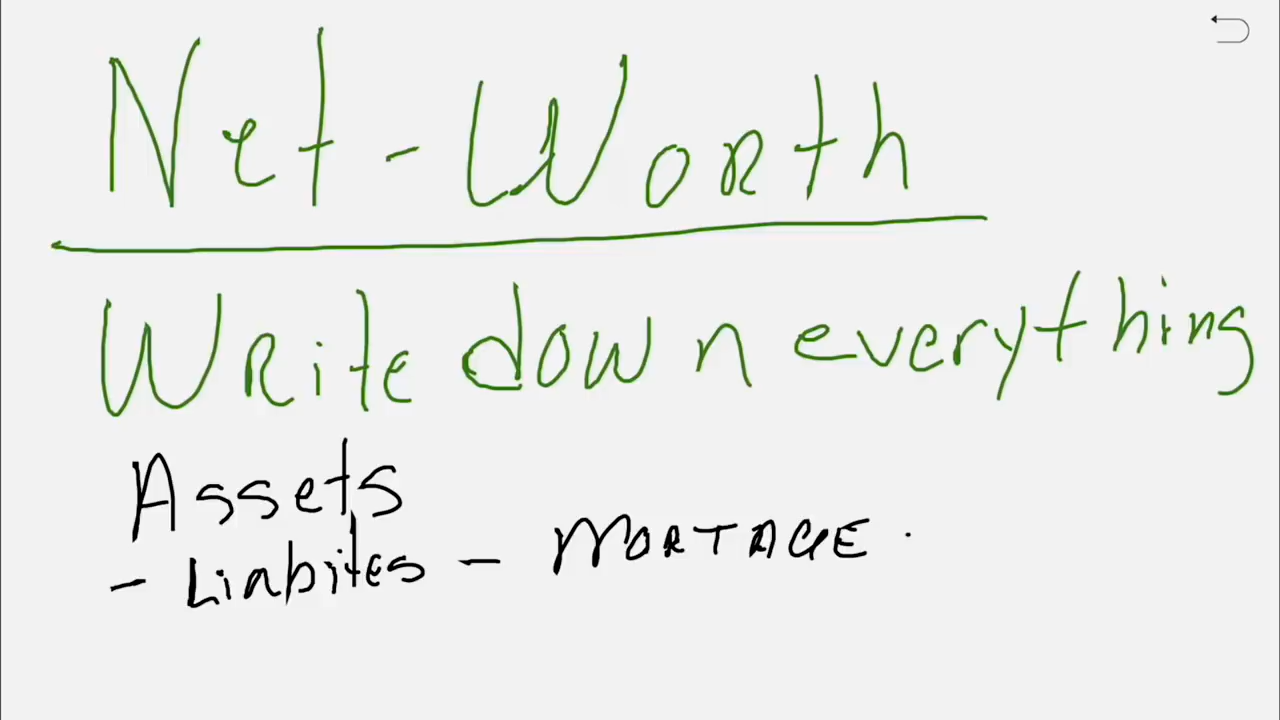 Net - Worth
Write down everything
Assets
- Liabites - MORTAGE .